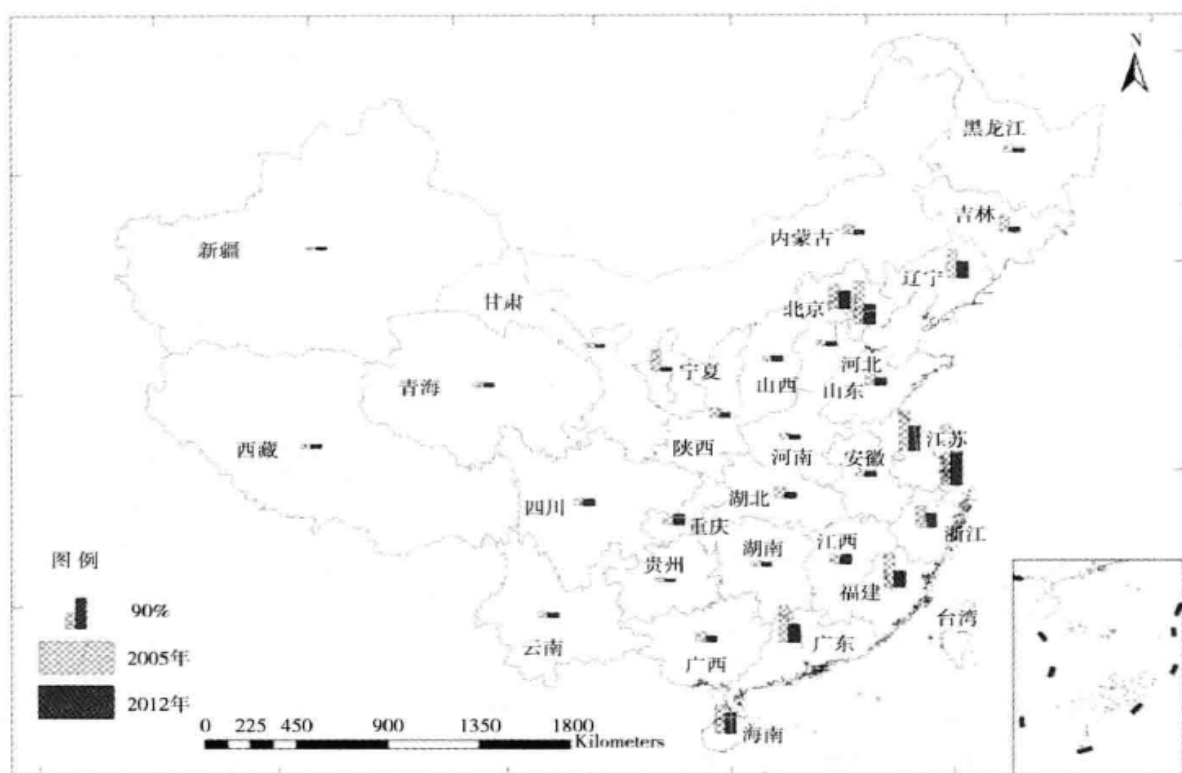 N
黑龙江
吉林
内蒙古
新疆
辽宁
北京
甘肃
宁夏
河北
山西
山东
青海
西藏
陕西
河南
安徽
江苏
湖北
四川
重庆
浙江
江西
湖南
贵州
福建
台湾
云南
广西
广东
海南
图例
90%
2005年
2012年
0 225 450 900 1350 1800
Kilometers